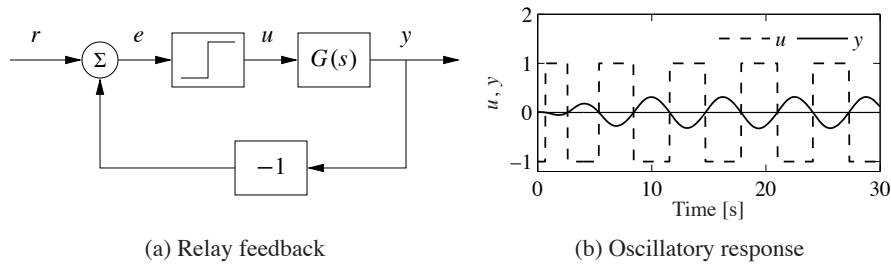 r
Σ
e
u
G(s)
y
−1
(a) Relay feedback
2
1
0
−1
u, y
u
y
0
10
20
30
Time [s]
(b) Oscillatory response